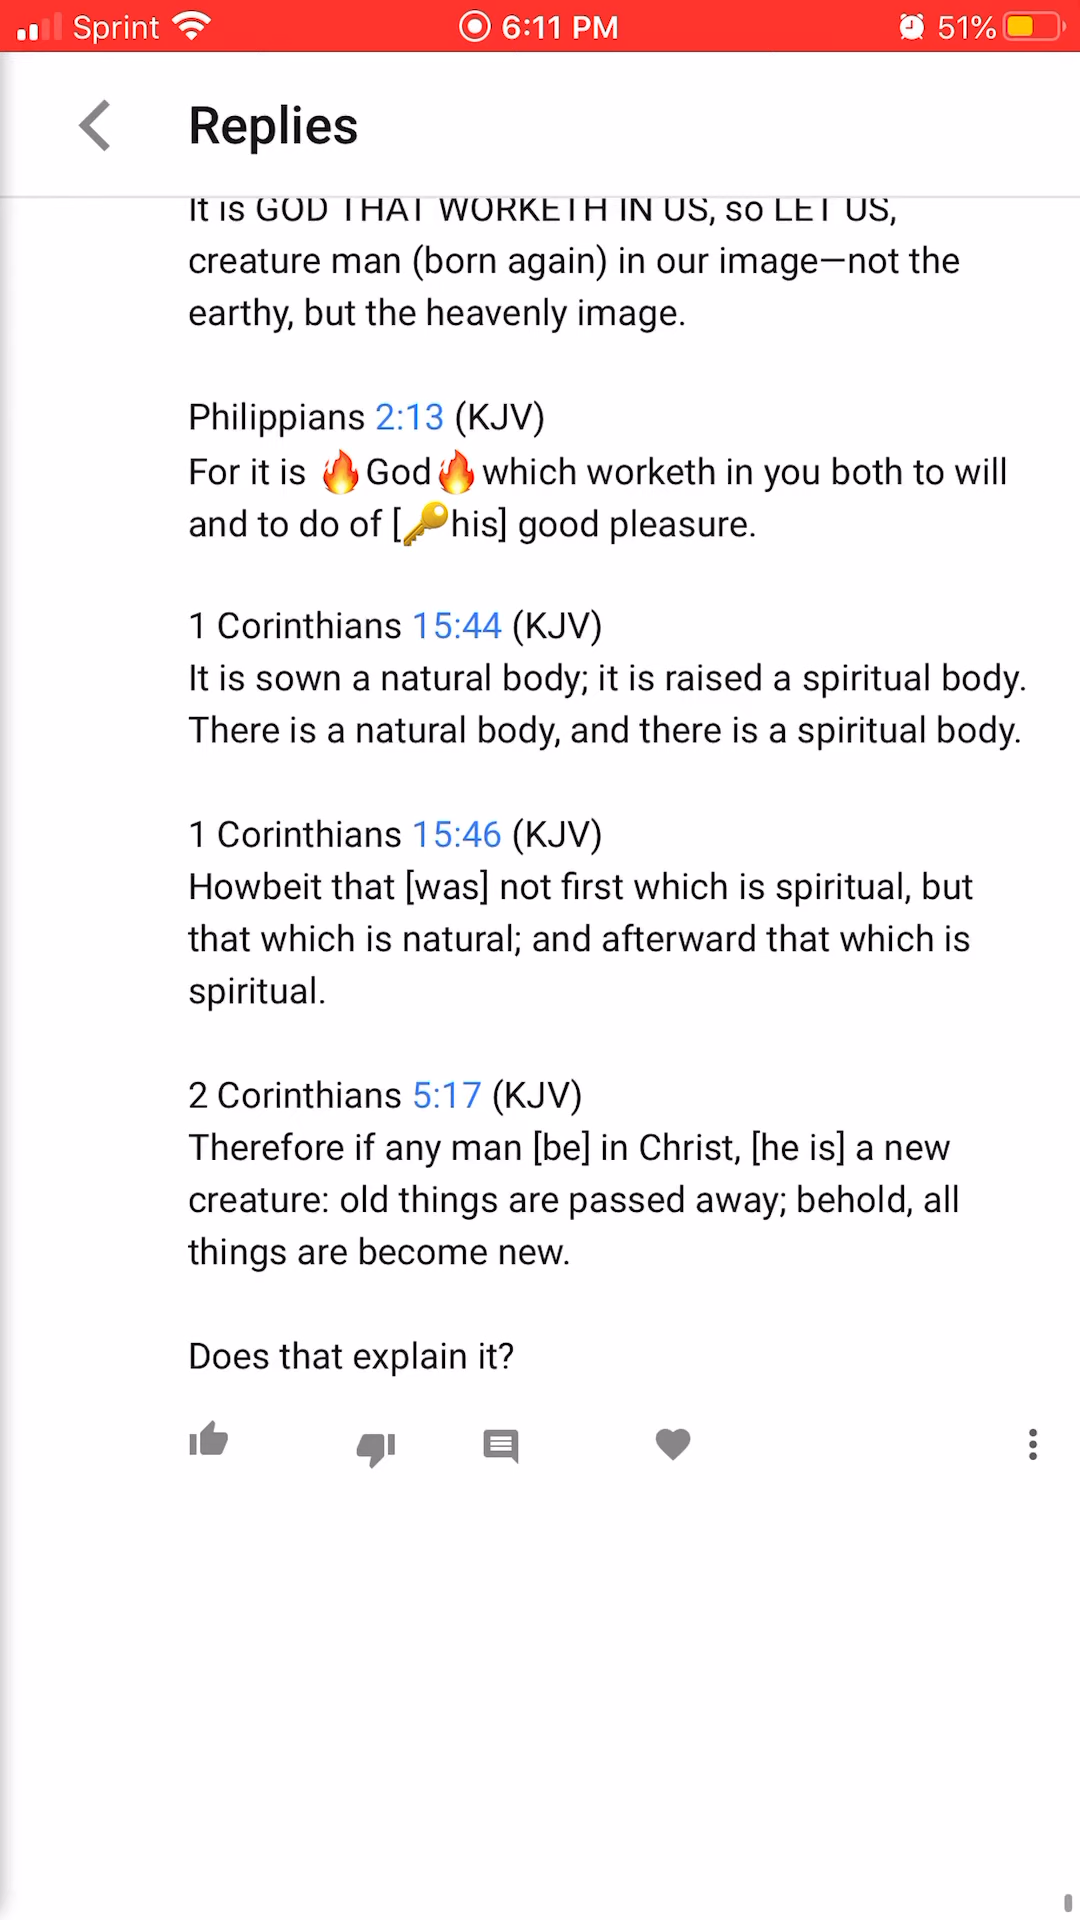 Sprint 6:11 PM 51%
Replies
It is GOD THAT WORKETH IN US, so LET US,
creature man (born again) in our image—not the
earthy, but the heavenly image.
Philippians 2:13 (KJV)
For it is 🔥God🔥which worketh in you both to will
and to do of [🔑his] good pleasure.
1 Corinthians 15:44 (KJV)
It is sown a natural body; it is raised a spiritual body.
There is a natural body, and there is a spiritual body.
1 Corinthians 15:46 (KJV)
Howbeit that [was] not first which is spiritual, but
that which is natural; and afterward that which is
spiritual.
2 Corinthians 5:17 (KJV)
Therefore if any man [be] in Christ, [he is] a new
creature: old things are passed away; behold, all
things are become new.
Does that explain it?